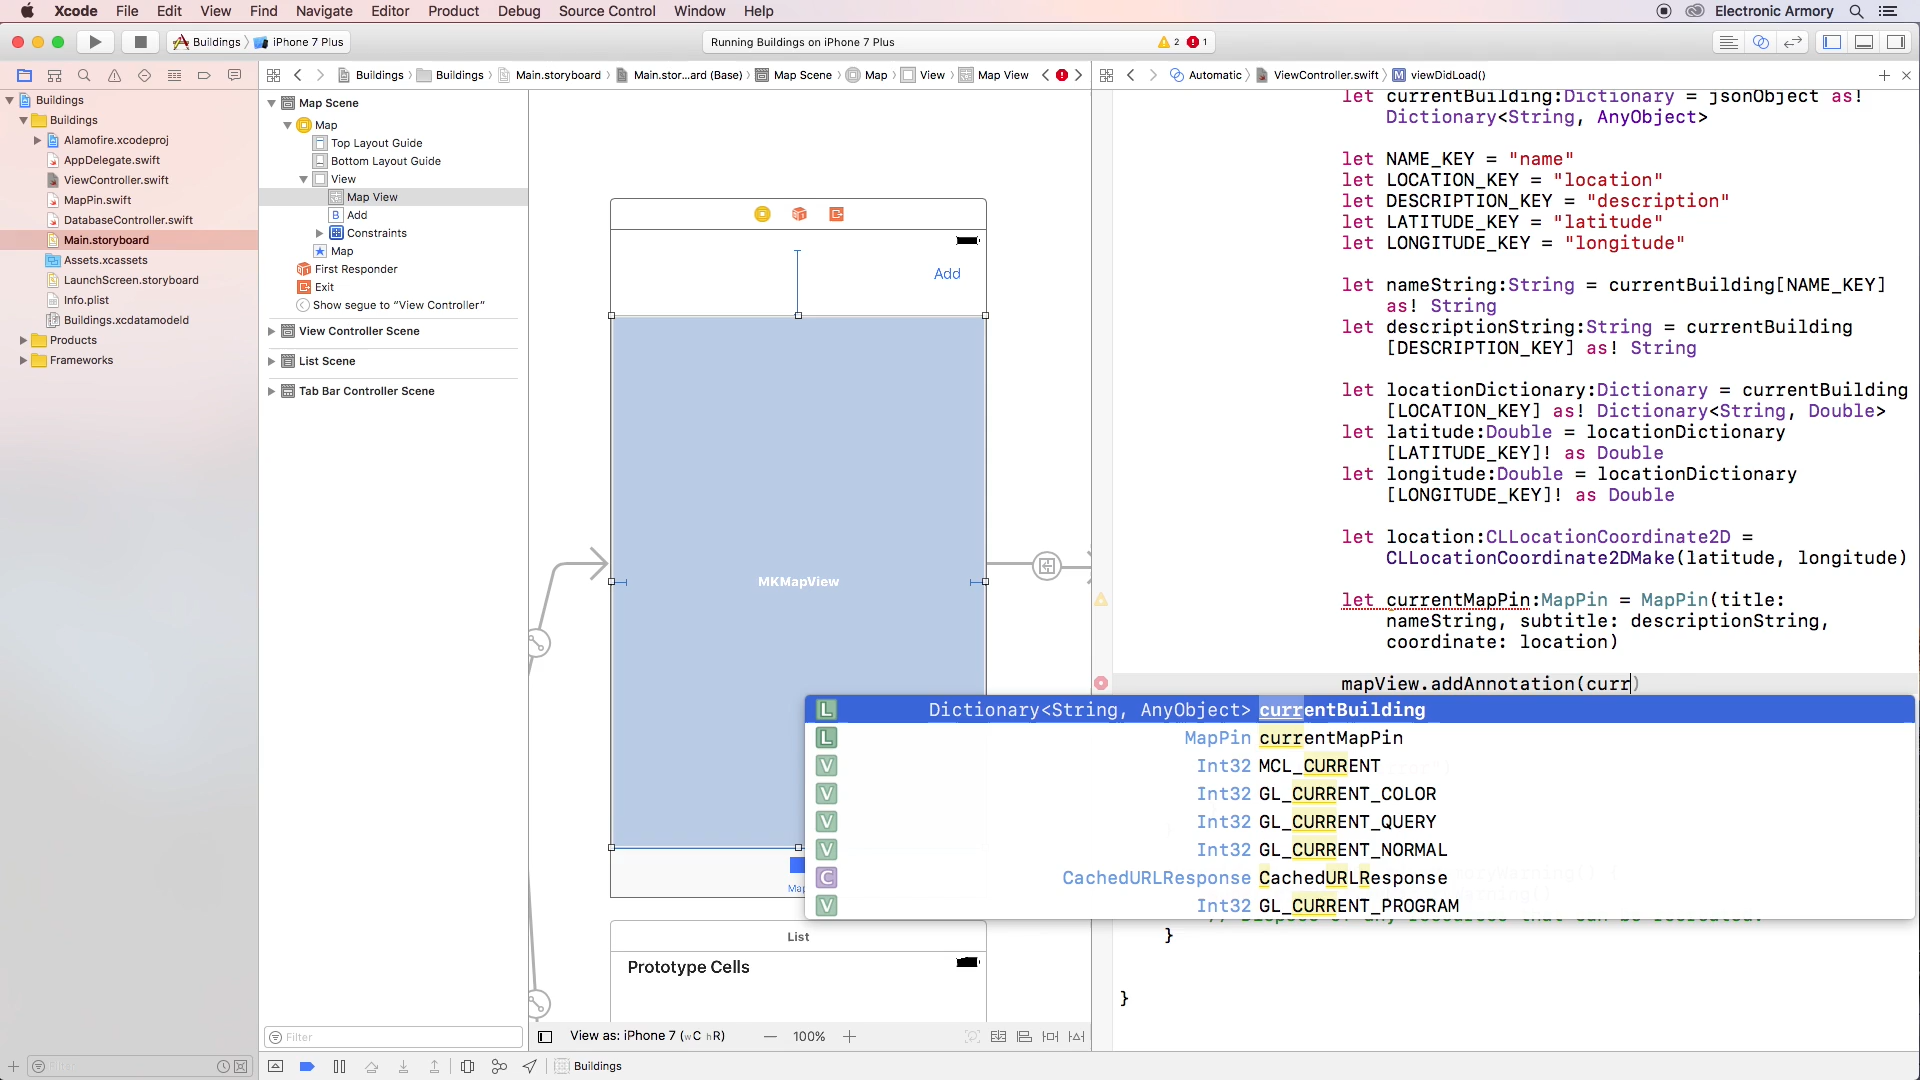 Xcode File Edit View Find Navigate Editor Product Debug Source Control Window Help
Electronic Armory
Buildings iPhone 7 Plus
Running Buildings on iPhone 7 Plus
2 1
Buildings Buildings Main.storyboard Main.stor...ard (Base) Map Scene Map View Map View
Automatic ViewController.swift M viewDidLoad()
Buildings
Buildings
Alamofire.xcodeproj
AppDelegate.swift
ViewController.swift
MapPin.swift
DatabaseController.swift
Main.storyboard
Assets.xcassets
LaunchScreen.storyboard
Info.plist
Buildings.xcdatamodeld
Products
Frameworks
Map Scene
Map
Top Layout Guide
Bottom Layout Guide
View
Map View
B Add
Constraints
Map
First Responder
Exit
Show segue to “View Controller”
View Controller Scene
List Scene
Tab Bar Controller Scene
Filter
Add
MKMapView
List
Prototype Cells
View as: iPhone 7 (wC hR)
100%
let currentBuilding:Dictionary = jsonObject as!
Dictionary<String, AnyObject>
let NAME_KEY = "name"
let LOCATION_KEY = "location"
let DESCRIPTION_KEY = "description"
let LATITUDE_KEY = "latitude"
let LONGITUDE_KEY = "longitude"
let nameString:String = currentBuilding[NAME_KEY]
as! String
let descriptionString:String = currentBuilding
[DESCRIPTION_KEY] as! String
let locationDictionary:Dictionary = currentBuilding
[LOCATION_KEY] as! Dictionary<String, Double>
let latitude:Double = locationDictionary
[LATITUDE_KEY]! as Double
let longitude:Double = locationDictionary
[LONGITUDE_KEY]! as Double
let location:CLLocationCoordinate2D =
CLLocationCoordinate2DMake(latitude, longitude)
let currentMapPin:MapPin = MapPin(title:
nameString, subtitle: descriptionString,
coordinate: location)
mapView.addAnnotation(curr)
L Dictionary<String, AnyObject> currentBuilding
L MapPin currentMapPin
V Int32 MCL_CURRENT
V Int32 GL_CURRENT_COLOR
V Int32 GL_CURRENT_QUERY
V Int32 GL_CURRENT_NORMAL
C CachedURLResponse CachedURLResponse
V Int32 GL_CURRENT_PROGRAM
}
}
Buildings